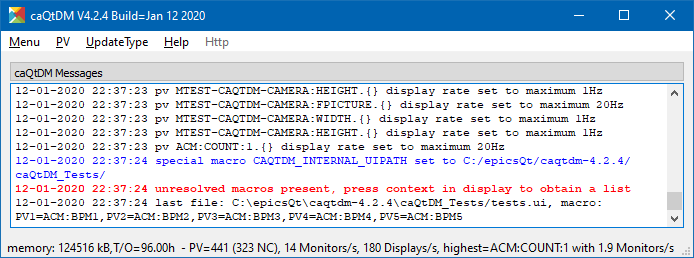 caQtDM V4.2.4 Build=Jan 12 2020
Menu PV UpdateType Help Http
caQtDM Messages
12-01-2020 22:37:23 pv MTEST-CAQTDM-CAMERA:HEIGHT.{} display rate set to maximum 1Hz
12-01-2020 22:37:23 pv MTEST-CAQTDM-CAMERA:FPICTURE.{} display rate set to maximum 20Hz
12-01-2020 22:37:23 pv MTEST-CAQTDM-CAMERA:WIDTH.{} display rate set to maximum 1Hz
12-01-2020 22:37:23 pv MTEST-CAQTDM-CAMERA:HEIGHT.{} display rate set to maximum 1Hz
12-01-2020 22:37:23 pv ACM:COUNT:1.{} display rate set to maximum 20Hz
12-01-2020 22:37:24 special macro CAQTDM_INTERNAL_UIPATH set to C:/epicsQt/caqtdm-4.2.4/
caQtDM_Tests/
12-01-2020 22:37:24 unresolved macros present, press context in display to obtain a list
12-01-2020 22:37:24 last file: C:\epicsQt\caqtdm-4.2.4\caQtDM_Tests/tests.ui, macro:
PV1=ACM:BPM1,PV2=ACM:BPM2,PV3=ACM:BPM3,PV4=ACM:BPM4,PV5=ACM:BPM5
memory: 124516 kB,T/O=96.00h - PV=441 (323 NC), 14 Monitors/s, 180 Displays/s, highest=ACM:COUNT:1 with 1.9 Monitors/s